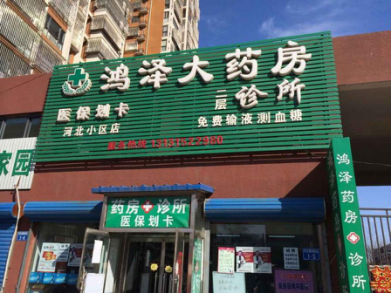 鸿泽大药房
二层 诊所
医保划卡
河北小区店
免费输液测血糖
药房 诊所
医保划卡
鸿泽药房 诊所
家园